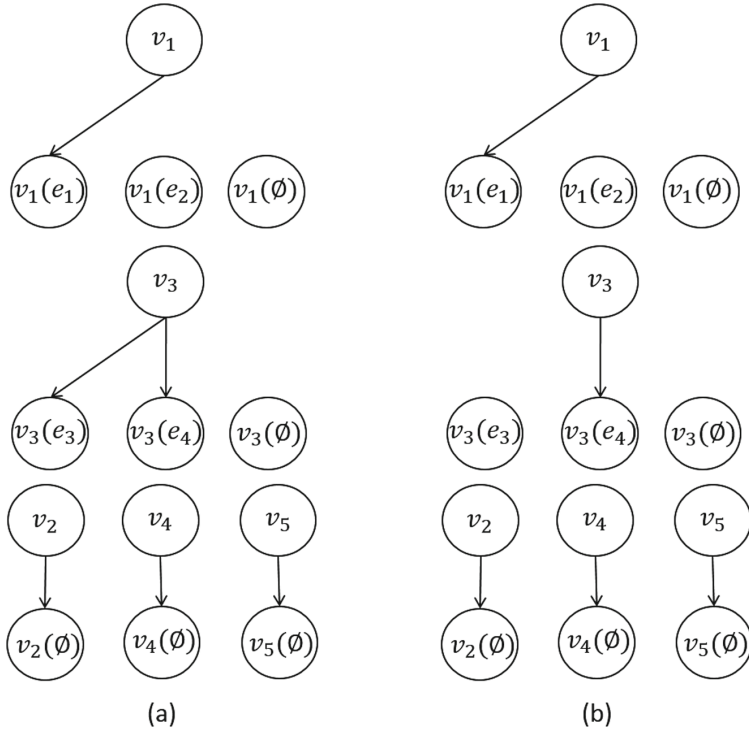 v₁ v₁
v₁(e₁) v₁(e₂) v₁(∅) v₁(e₁) v₁(e₂) v₁(∅)
v₃ v₃
v₃(e₃) v₃(e₄) v₃(∅) v₃(e₃) v₃(e₄) v₃(∅)
v₂ v₄ v₅ v₂ v₄ v₅
v₂(∅) v₄(∅) v₅(∅) v₂(∅) v₄(∅) v₅(∅)
(a) (b)